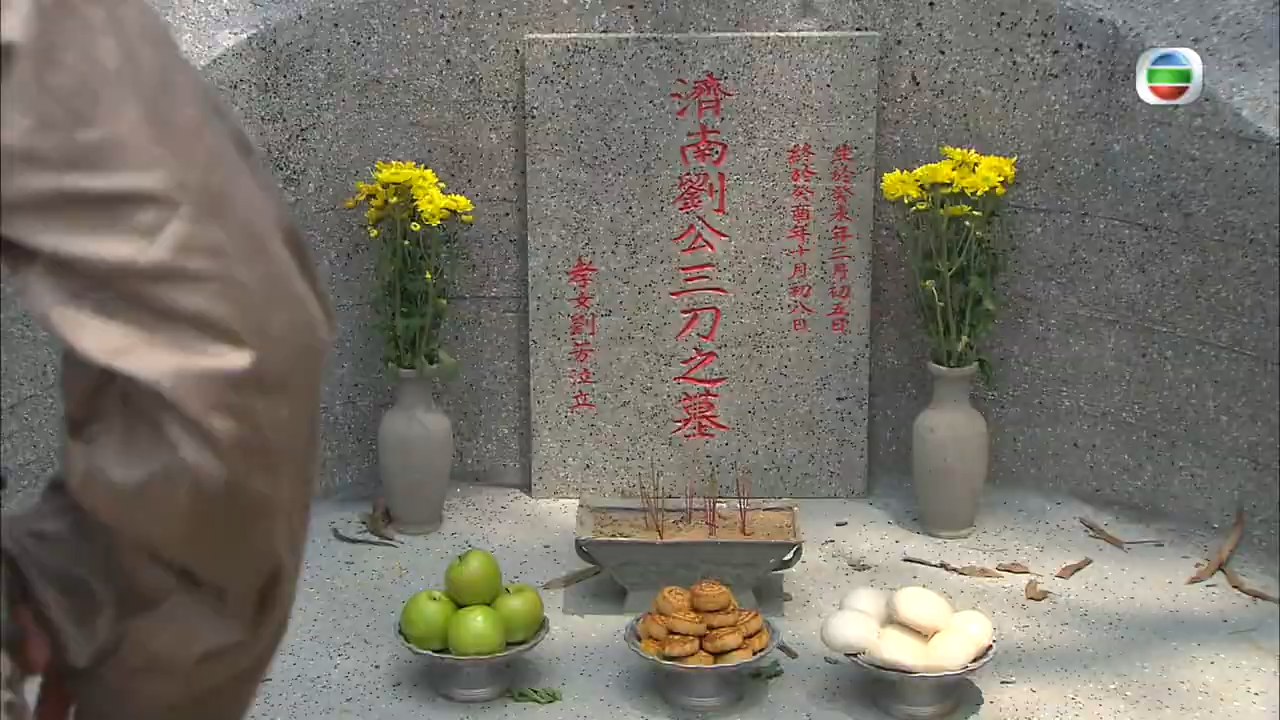 生於癸未年三月初五日
終於癸酉年十月初八日
濟南劉公三刀之墓
孝女劉芳泣立